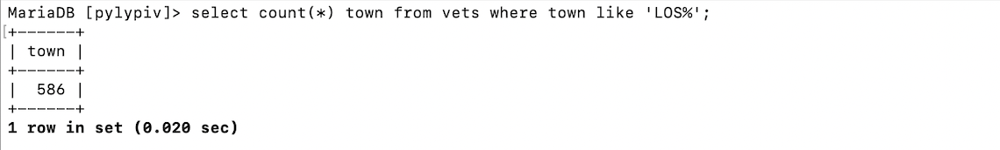 MariaDB [pylypiv]> select count(*) town from vets where town like 'LOS%';
[+------+
| town |
+------+
|  586 |
+------+
1 row in set (0.020 sec)